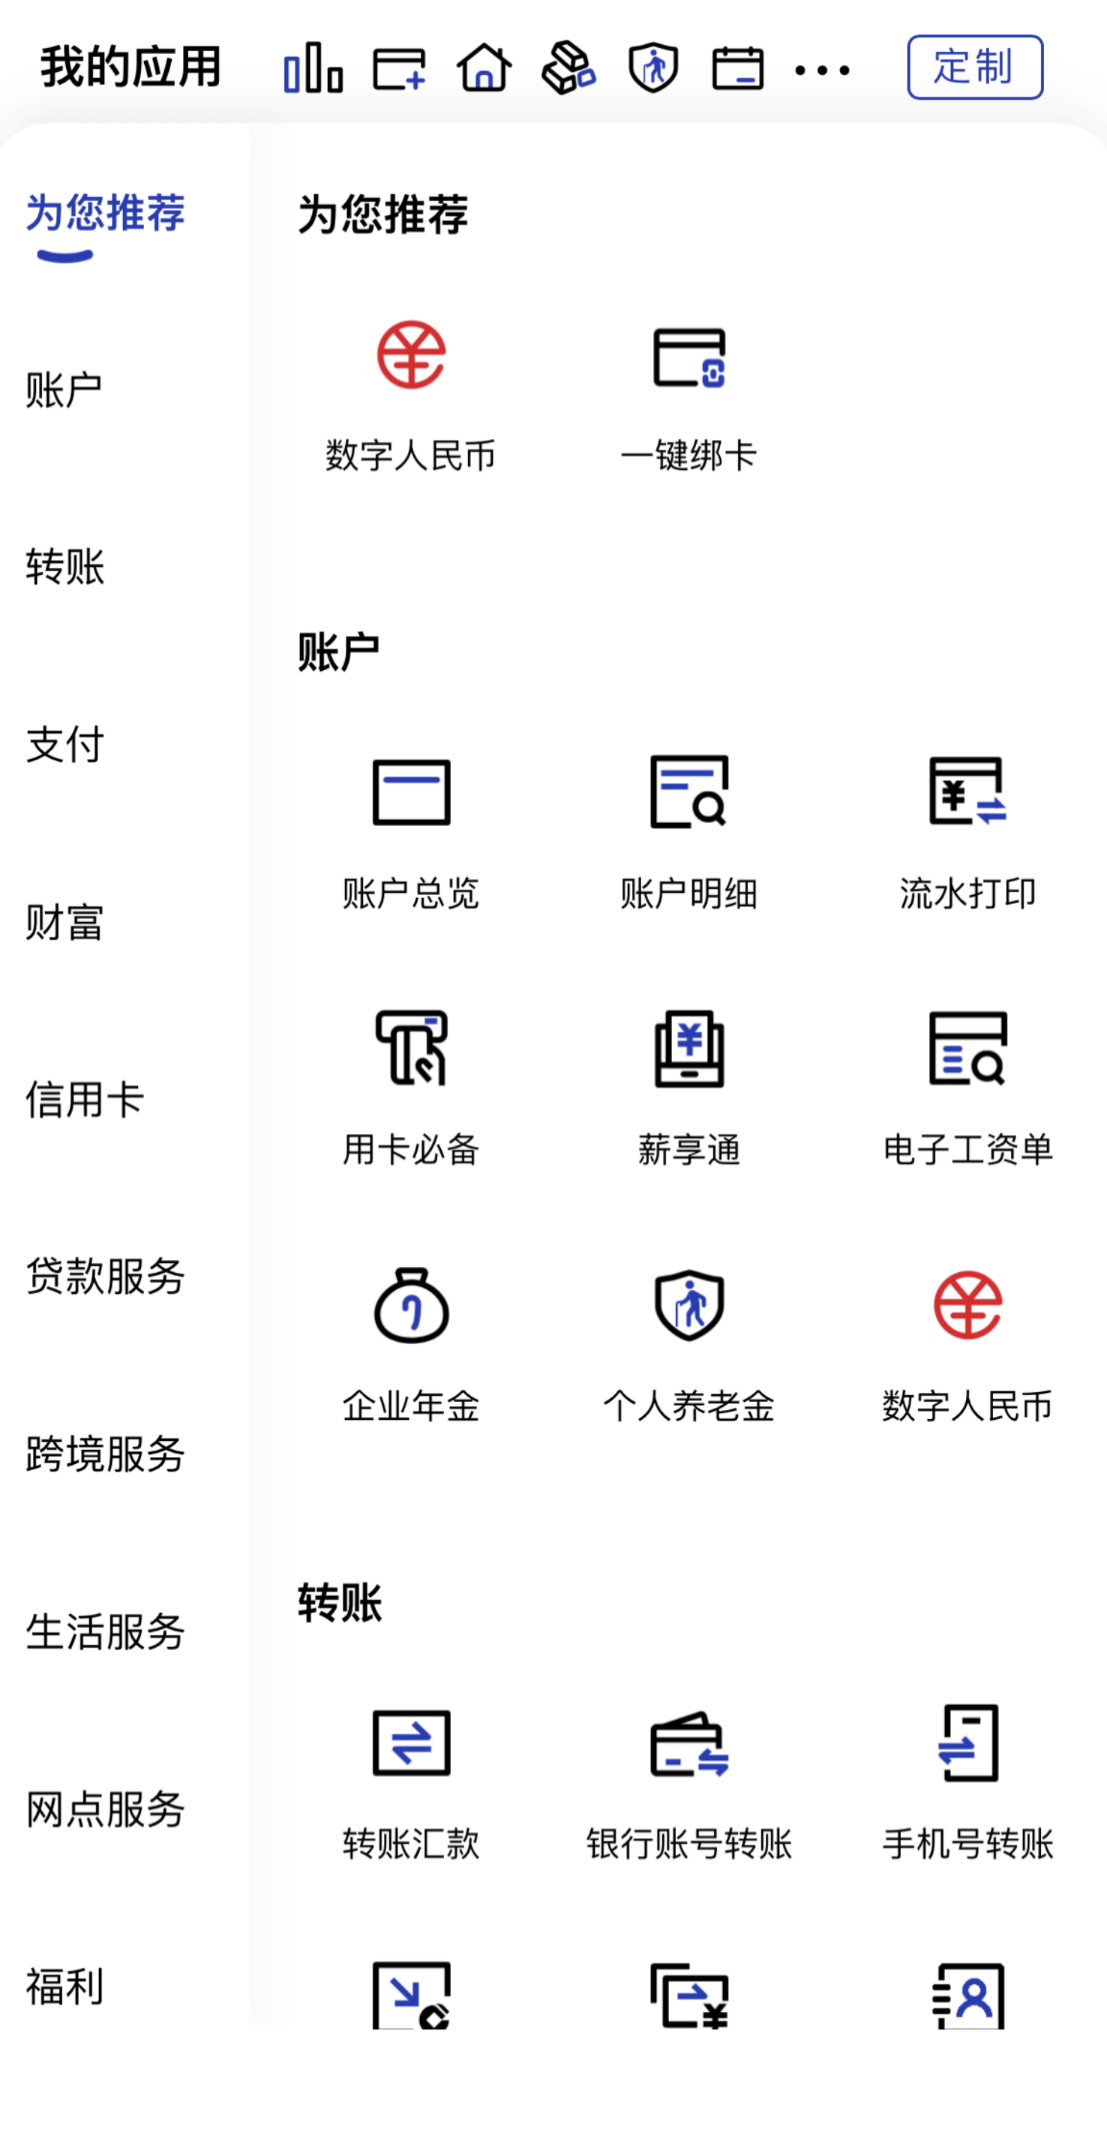 我的应用
定制
为您推荐
账户
转账
支付
财富
信用卡
贷款服务
跨境服务
生活服务
网点服务
福利
为您推荐
数字人民币 一键绑卡
账户
账户总览 账户明细 流水打印
用卡必备 薪享通 电子工资单
企业年金 个人养老金 数字人民币
转账
转账汇款 银行账号转账 手机号转账